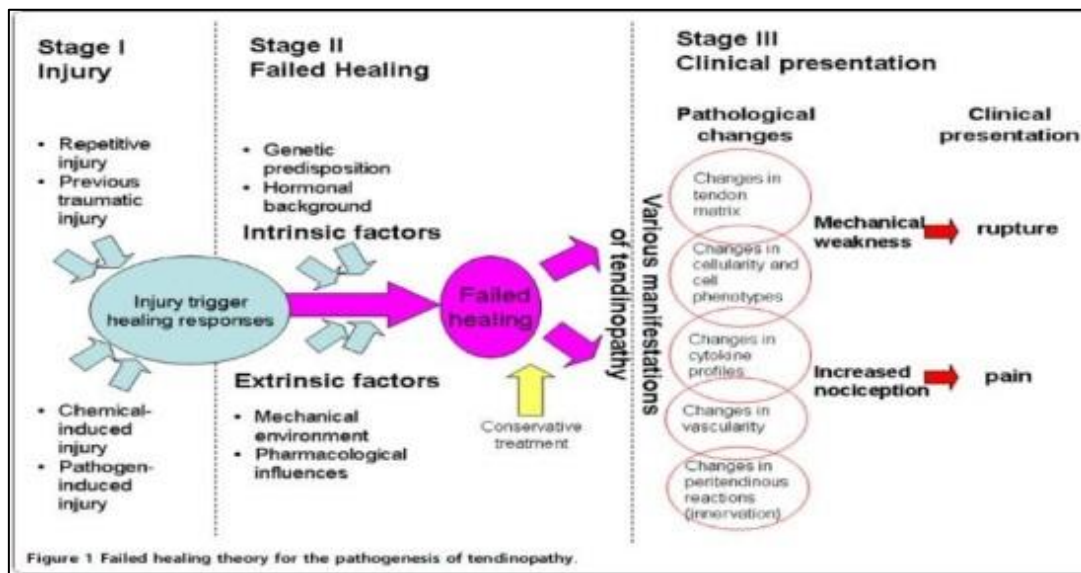 Stage I
Injury
• Repetitive injury
• Previous traumatic injury
Injury trigger
healing responses
• Chemical-
induced injury
• Pathogen-
induced injury
Stage II
Failed Healing
• Genetic
predisposition
• Hormonal
background
Intrinsic factors
Failed
healing
Extrinsic factors
• Mechanical
environment
• Pharmacological
influences
Conservative
treatment
Various manifestations
of tendinopathy
Stage III
Clinical presentation
Pathological
changes
Changes in
tendon
matrix
Changes in
cellularity and
cell
phenotypes
Changes in
cytokine
profiles
Changes in
vascularity
Changes in
peritendinous
reactions
(innervation)
Mechanical
weakness
Increased
nociception
Clinical
presentation
rupture
pain
Figure 1 Failed healing theory for the pathogenesis of tendinopathy.